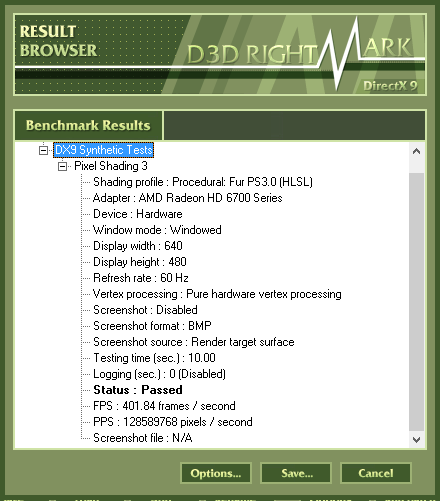 RESULT
BROWSER
D3D RIGHTMARK
DirectX 9
Benchmark Results
DX9 Synthetic Tests
Pixel Shading 3
Shading profile : Procedural: Fur PS3.0 (HLSL)
Adapter : AMD Radeon HD 6700 Series
Device : Hardware
Window mode : Windowed
Display width : 640
Display height : 480
Refresh rate : 60 Hz
Vertex processing : Pure hardware vertex processing
Screenshot : Disabled
Screenshot format : BMP
Screenshot source : Render target surface
Testing time (sec.) : 10.00
Logging (sec.) : 0 (Disabled)
Status : Passed
FPS : 401.84 frames / second
PPS : 128589768 pixels / second
Screenshot file : N/A
Options... Save... Cancel